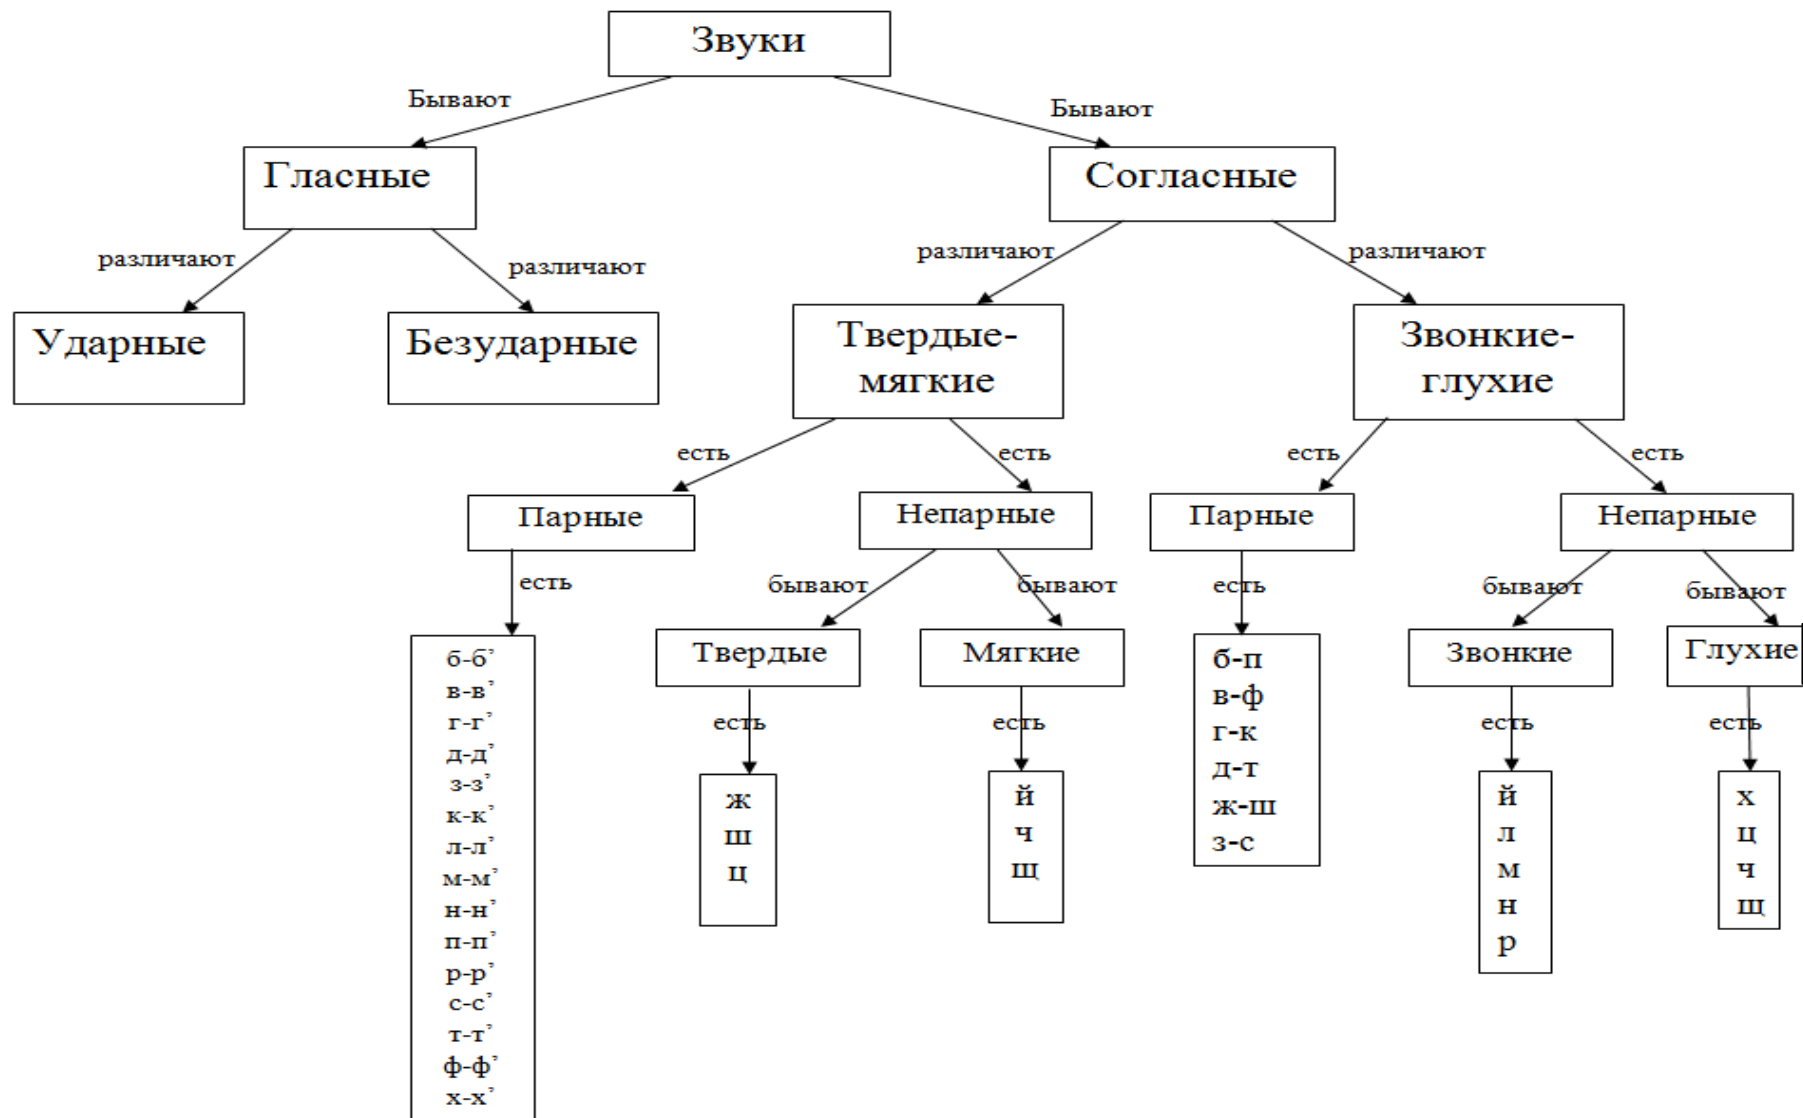 Звуки
Бывают
Бывают
Гласные
Согласные
различают
различают
различают
различают
Ударные
Безударные
Твердые-
мягкие
Звонкие-
глухие
есть
есть
есть
есть
Парные
Непарные
Парные
Непарные
есть
бывают
бывают
есть
бывают
бывают
Твердые
Мягкие
Звонкие
Глухие
есть
есть
есть
есть
б-б’
в-в’
г-г’
д-д’
з-з’
к-к’
л-л’
м-м’
н-н’
п-п’
р-р’
с-с’
т-т’
ф-ф’
х-х’
ж
ш
ц
й
ч
щ
б-п
в-ф
г-к
д-т
ж-ш
з-с
й
л
м
н
р
х
ц
ч
щ